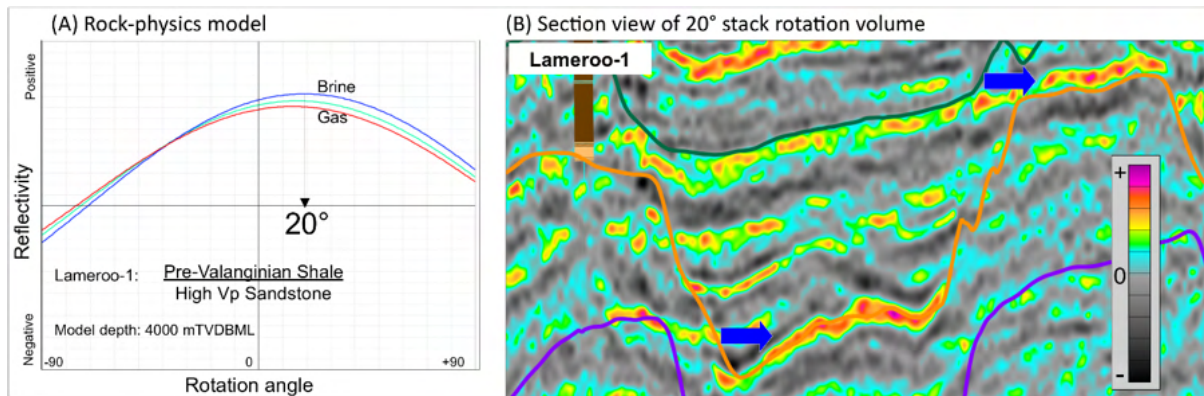 (A) Rock-physics model
Positive
Reflectivity
Negative
Brine
Gas
20°
Lameroo-1:
Pre-Valanginian Shale
High Vp Sandstone
Model depth: 4000 mTVDBML
-90
0
+90
Rotation angle
(B) Section view of 20° stack rotation volume
Lameroo-1
+
0
-